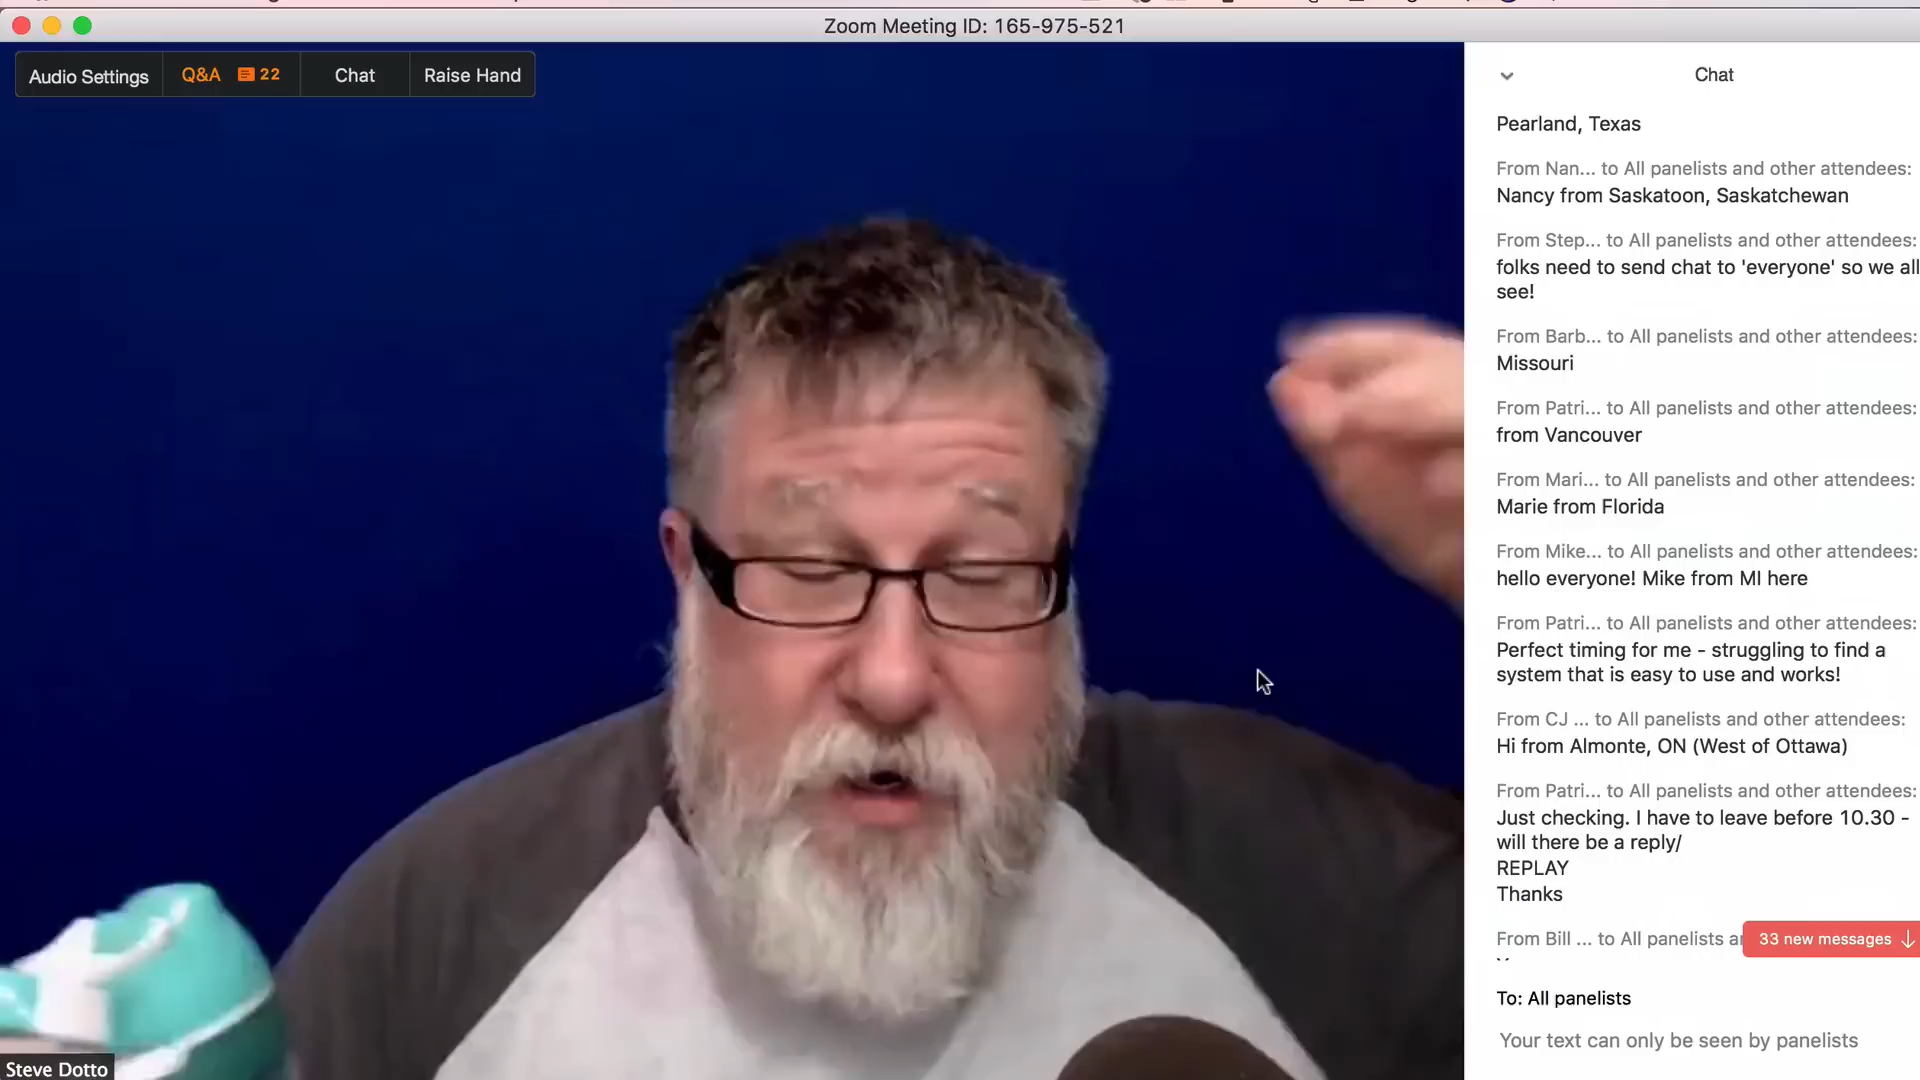 Zoom Meeting ID: 165-975-521
Audio Settings
Q&A 22
Chat
Raise Hand
Chat
Pearland, Texas
From Nan... to All panelists and other attendees:
Nancy from Saskatoon, Saskatchewan
From Step... to All panelists and other attendees:
folks need to send chat to 'everyone' so we all
see!
From Barb... to All panelists and other attendees:
Missouri
From Patri... to All panelists and other attendees:
from Vancouver
From Mari... to All panelists and other attendees:
Marie from Florida
From Mike... to All panelists and other attendees:
hello everyone! Mike from MI here
From Patri... to All panelists and other attendees:
Perfect timing for me - struggling to find a
system that is easy to use and works!
From CJ ... to All panelists and other attendees:
Hi from Almonte, ON (West of Ottawa)
From Patri... to All panelists and other attendees:
Just checking. I have to leave before 10.30 -
will there be a reply/
REPLAY
Thanks
From Bill ... to All panelists
33 new messages
To: All panelists
Your text can only be seen by panelists
Steve Dotto